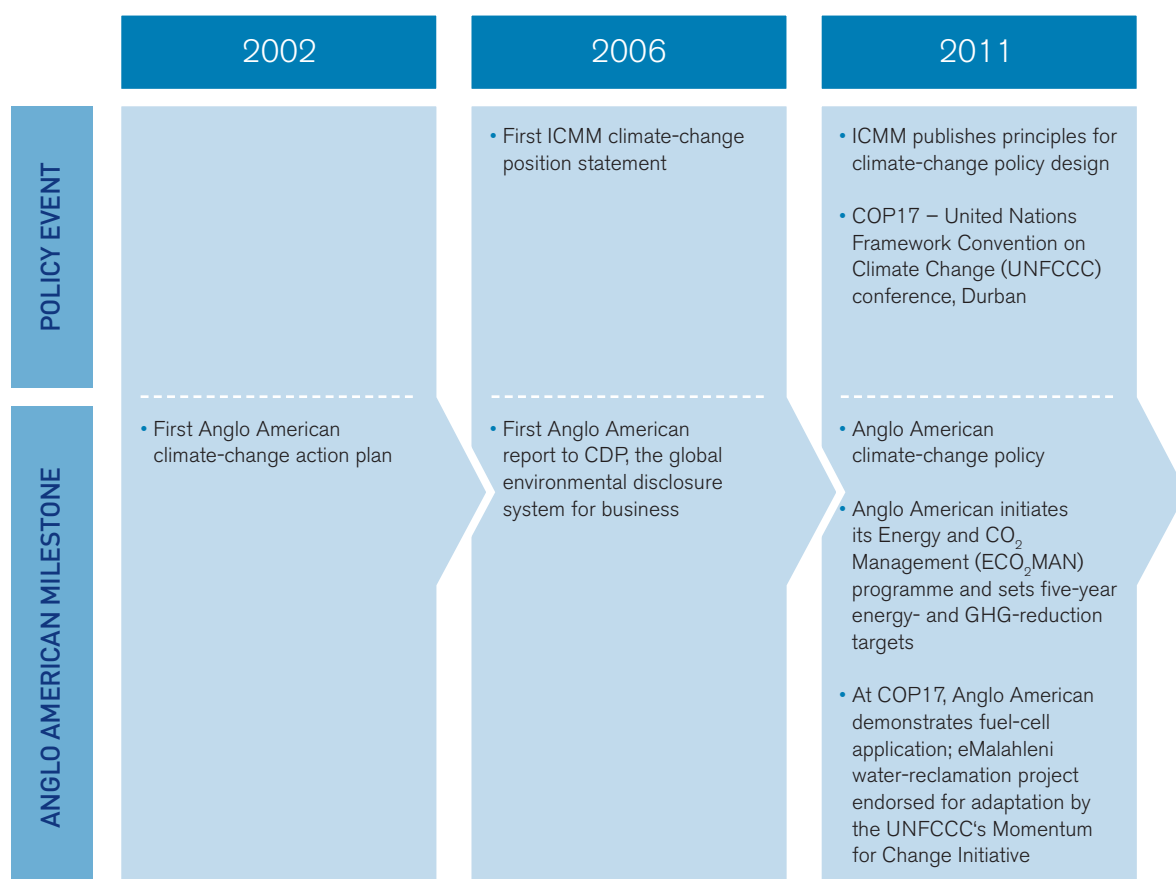 2002
2006
2011
POLICY EVENT
• First ICMM climate-change
position statement
• ICMM publishes principles for
climate-change policy design
• COP17 – United Nations
Framework Convention on
Climate Change (UNFCCC)
conference, Durban
ANGLO AMERICAN MILESTONE
• First Anglo American
climate-change action plan
• First Anglo American
report to CDP, the global
environmental disclosure
system for business
• Anglo American
climate-change policy
• Anglo American initiates
its Energy and CO₂
Management (ECO₂MAN)
programme and sets five-year
energy- and GHG-reduction
targets
• At COP17, Anglo American
demonstrates fuel-cell
application; eMalahleni
water-reclamation project
endorsed for adaptation by
the UNFCCC‘s Momentum
for Change Initiative